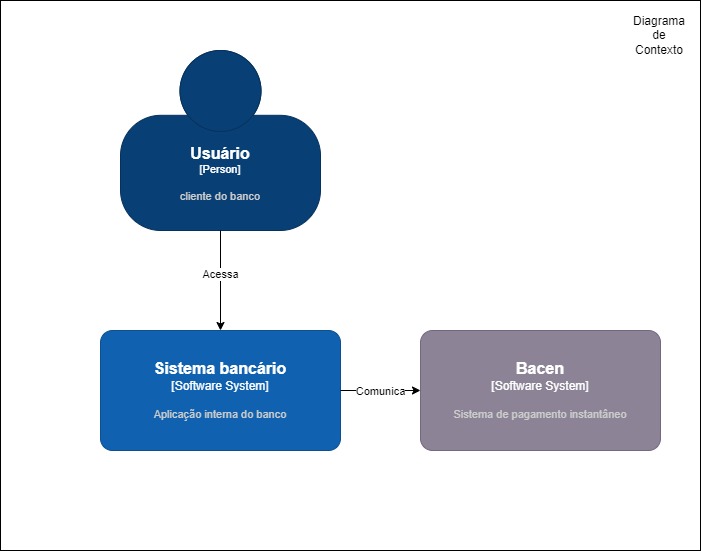 Diagrama
de
Contexto
Usuário
[Person]
cliente do banco
Acessa
Sistema bancário
[Software System]
Aplicação interna do banco
Comunica
Bacen
[Software System]
Sistema de pagamento instantâneo